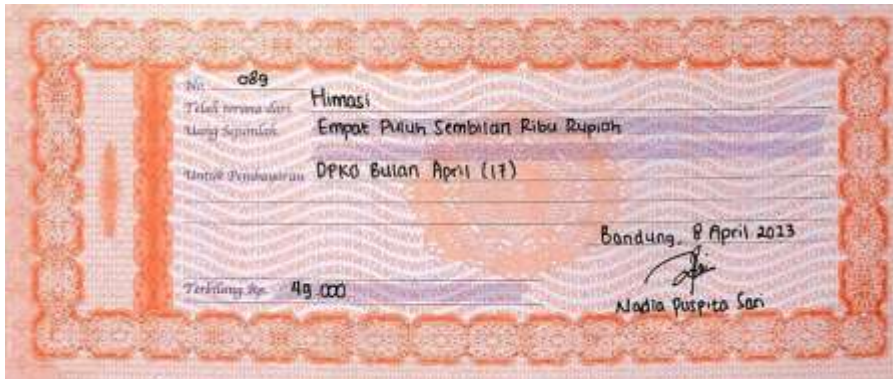 No. 089
Telah terima dari Himasi
Uang Sejumlah Empat Puluh Sembilan Ribu Rupiah
Untuk Pembayaran DPKO Bulan April (17)
Bandung, 8 April 2023
Terbilang Rp. 49.000
Nadia Puspita Sari